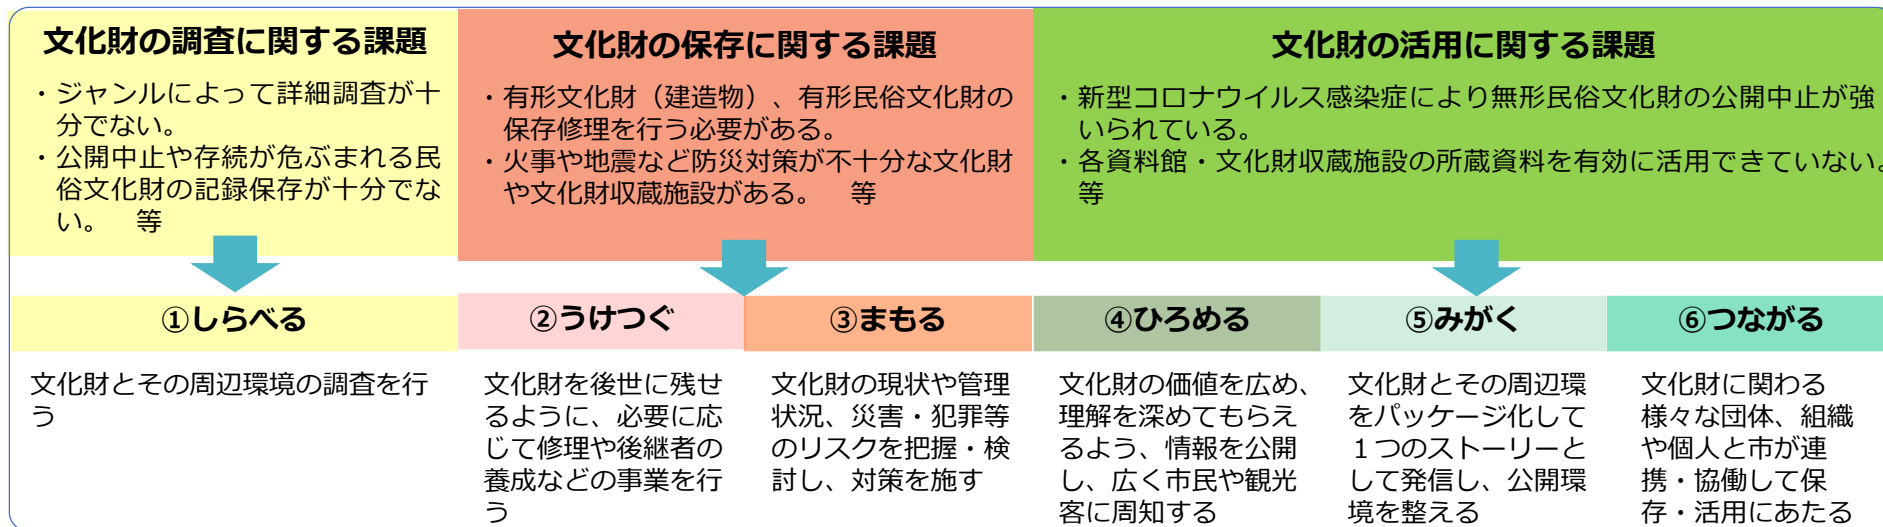 文化財の調査に関する課題
・ジャンルによって詳細調査が十
分でない。
・公開中止や存続が危ぶまれる民
俗文化財の記録保存が十分でな
い。　等
文化財の保存に関する課題
・有形文化財（建造物）、有形民俗文化財の
保存修理を行う必要がある。
・火事や地震など防災対策が不十分な文化財
や文化財収蔵施設がある。　等
文化財の活用に関する課題
・新型コロナウイルス感染症により無形民俗文化財の公開中止が強
いられている。
・各資料館・文化財収蔵施設の所蔵資料を有効に活用できていない。
等
①しらべる
文化財とその周辺環境の調査を行
う
②うけつぐ
文化財を後世に残せ
るように、必要に応
じて修理や後継者の
養成などの事業を行
う
③まもる
文化財の現状や管理
状況、災害・犯罪等
のリスクを把握・検
討し、対策を施す
④ひろめる
文化財の価値を広め、
理解を深めてもらえ
るよう、情報を公開
し、広く市民や観光
客に周知する
⑤みがく
文化財とその周辺環
をパッケージ化して
１つのストーリーと
して発信し、公開環
境を整える
⑥つながる
文化財に関わる
様々な団体、組織
や個人と市が連
携・協働して保
存・活用にあたる